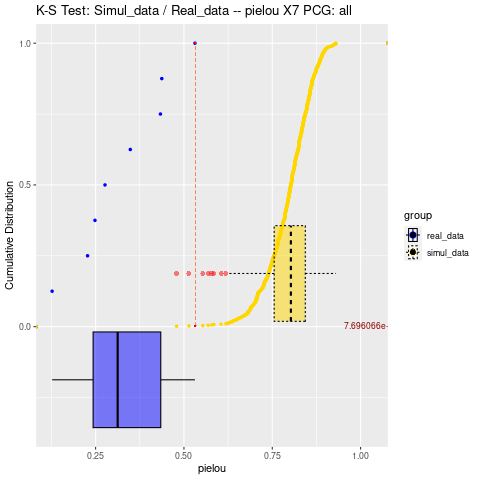 K-S Test: Simul_data / Real_data -- pielou X7 PCG: all
Cumulative Distribution
1.0
0.5
0.0
7.696066e-
0.25 0.50 0.75 1.00
pielou
group
real_data
simul_data